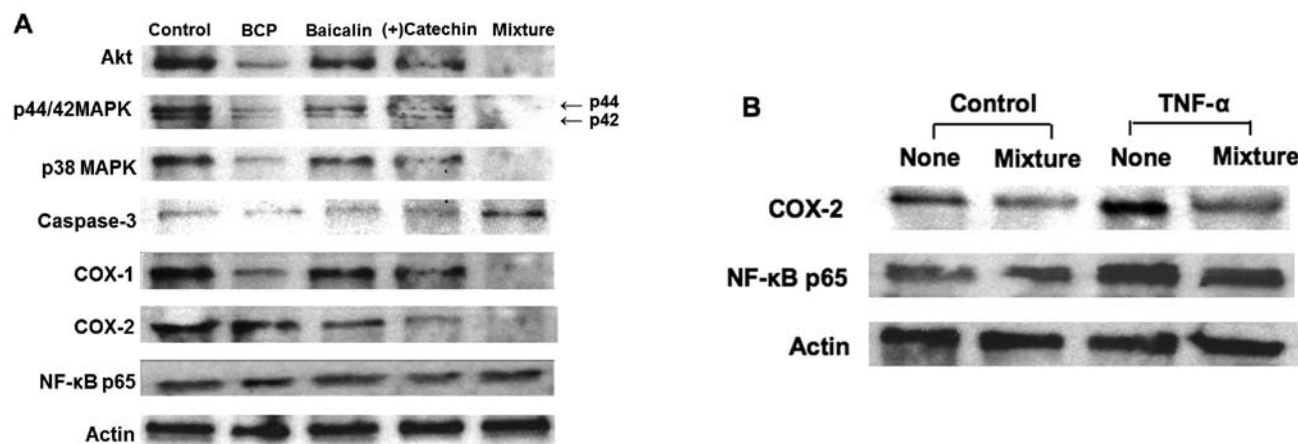 A
Control BCP Baicalin (+)Catechin Mixture
Akt
p44/42MAPK
← p44
← p42
p38 MAPK
Caspase-3
COX-1
COX-2
NF-κB p65
Actin
B
Control TNF-α
None Mixture None Mixture
COX-2
NF-κB p65
Actin